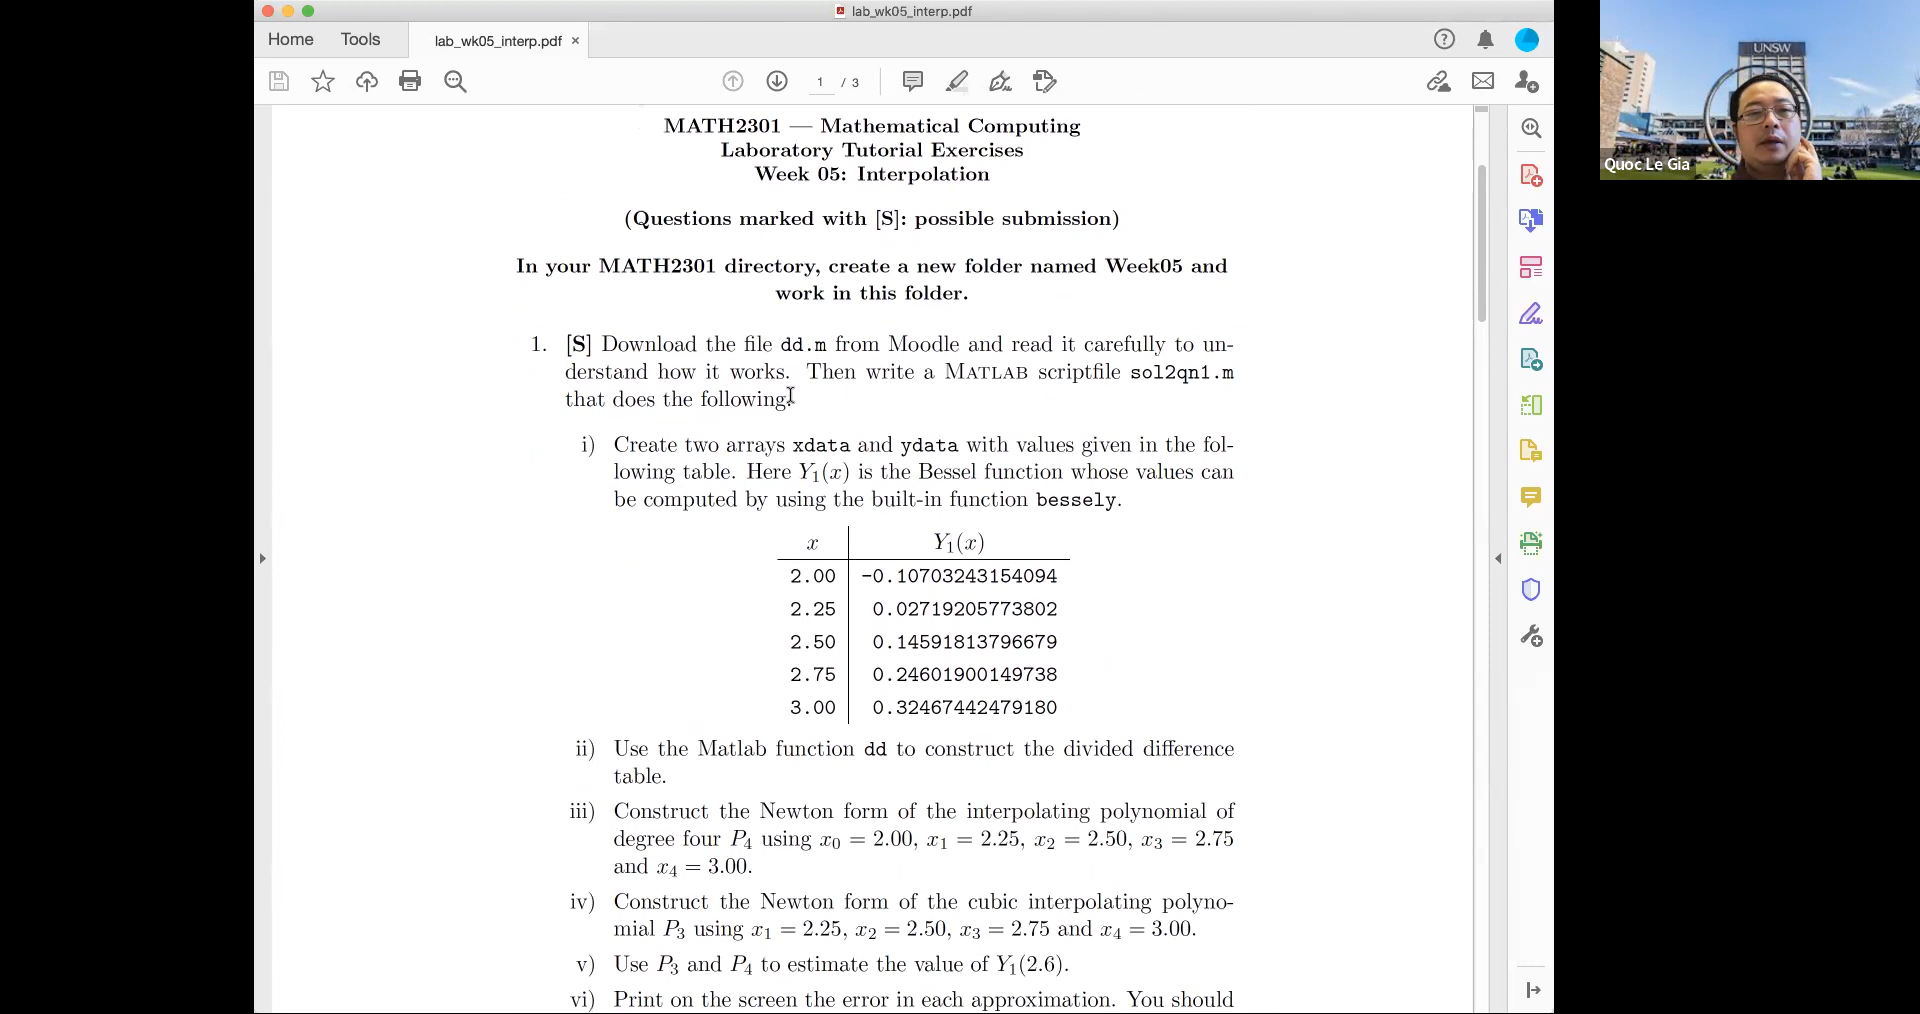 lab_wk05_interp.pdf
Home Tools lab_wk05_interp.pdf ×
1 / 3
UNSW
Quoc Le Gia
MATH2301 — Mathematical Computing
Laboratory Tutorial Exercises
Week 05: Interpolation
(Questions marked with [S]: possible submission)
In your MATH2301 directory, create a new folder named Week05 and
work in this folder.
1. [S] Download the file dd.m from Moodle and read it carefully to un-
derstand how it works. Then write a MATLAB scriptfile sol2qn1.m
that does the following:
i) Create two arrays xdata and ydata with values given in the fol-
lowing table. Here Y₁(x) is the Bessel function whose values can
be computed by using the built-in function bessely.
x Y₁(x)
2.00 -0.10703243154094
2.25 0.02719205773802
2.50 0.14591813796679
2.75 0.24601900149738
3.00 0.32467442479180
ii) Use the Matlab function dd to construct the divided difference
table.
iii) Construct the Newton form of the interpolating polynomial of
degree four P₄ using x₀ = 2.00, x₁ = 2.25, x₂ = 2.50, x₃ = 2.75
and x₄ = 3.00.
iv) Construct the Newton form of the cubic interpolating polyno-
mial P₃ using x₁ = 2.25, x₂ = 2.50, x₃ = 2.75 and x₄ = 3.00.
v) Use P₃ and P₄ to estimate the value of Y₁(2.6).
vi) Print on the screen the error in each approximation. You should